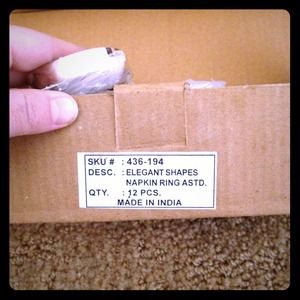 SKU # : 436-194
DESC. : ELEGANT SHAPES
NAPKIN RING ASTD.
QTY. : 12 PCS.
MADE IN INDIA